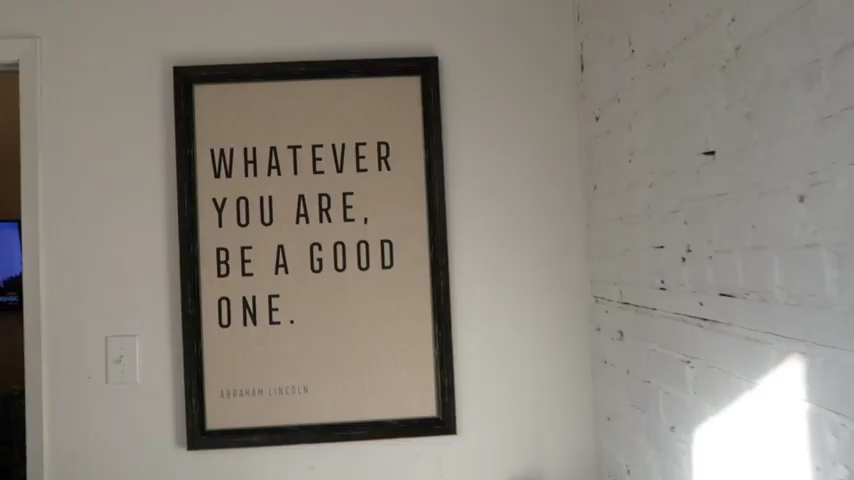 WHATEVER
YOU ARE,
BE A GOOD
ONE.
ABRAHAM LINCOLN